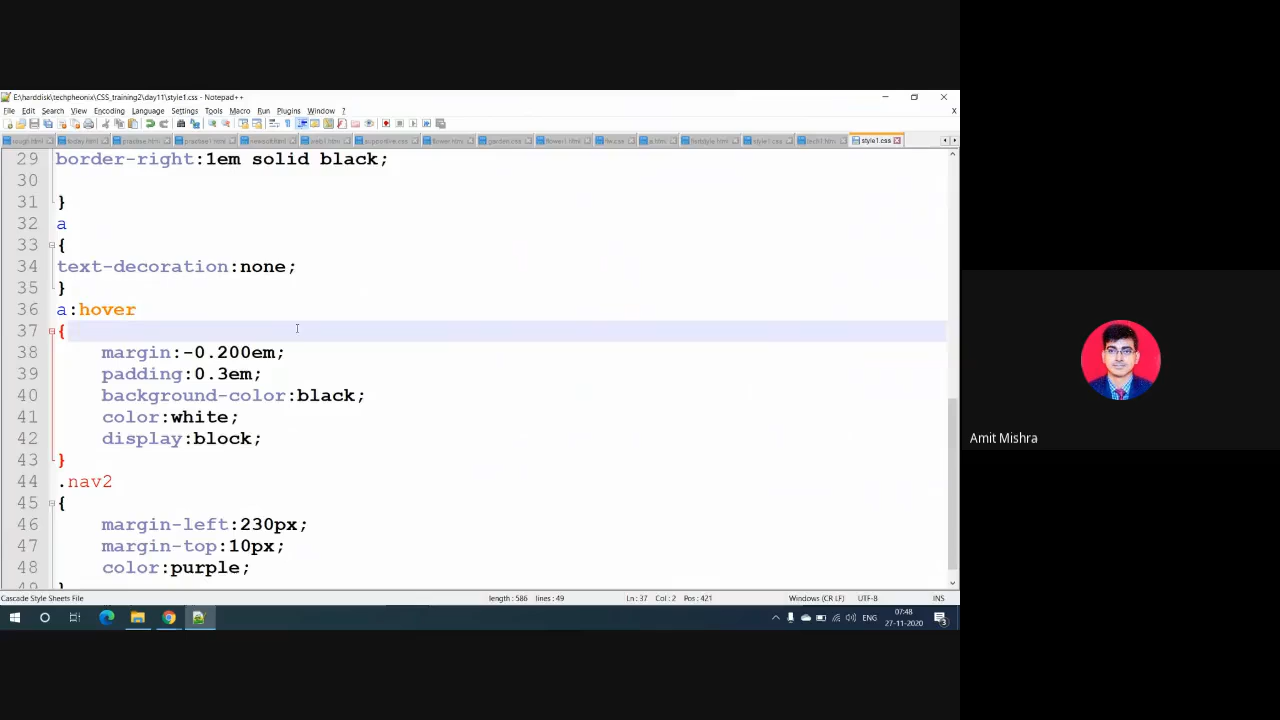 E:\harddisk\techpheonix\CSS_training2\day11\style1.css - Notepad++
File Edit Search View Encoding Language Settings Tools Macro Run Plugins Window ? X
style1.css
29 border-right:1em solid black;
30
31 }
32 a
33 {
34 text-decoration:none;
35 }
36 a:hover
37 {
38 margin:-0.200em;
39 padding:0.3em;
40 background-color:black;
41 color:white;
42 display:block;
43 }
44 .nav2
45 {
46 margin-left:230px;
47 margin-top:10px;
48 color:purple;
49 }
Amit Mishra
Cascade Style Sheets File length : 586 lines : 49 Ln : 37 Col : 2 Pos : 421 Windows (CR LF) UTF-8 INS
ENG 07:48
27-11-2020